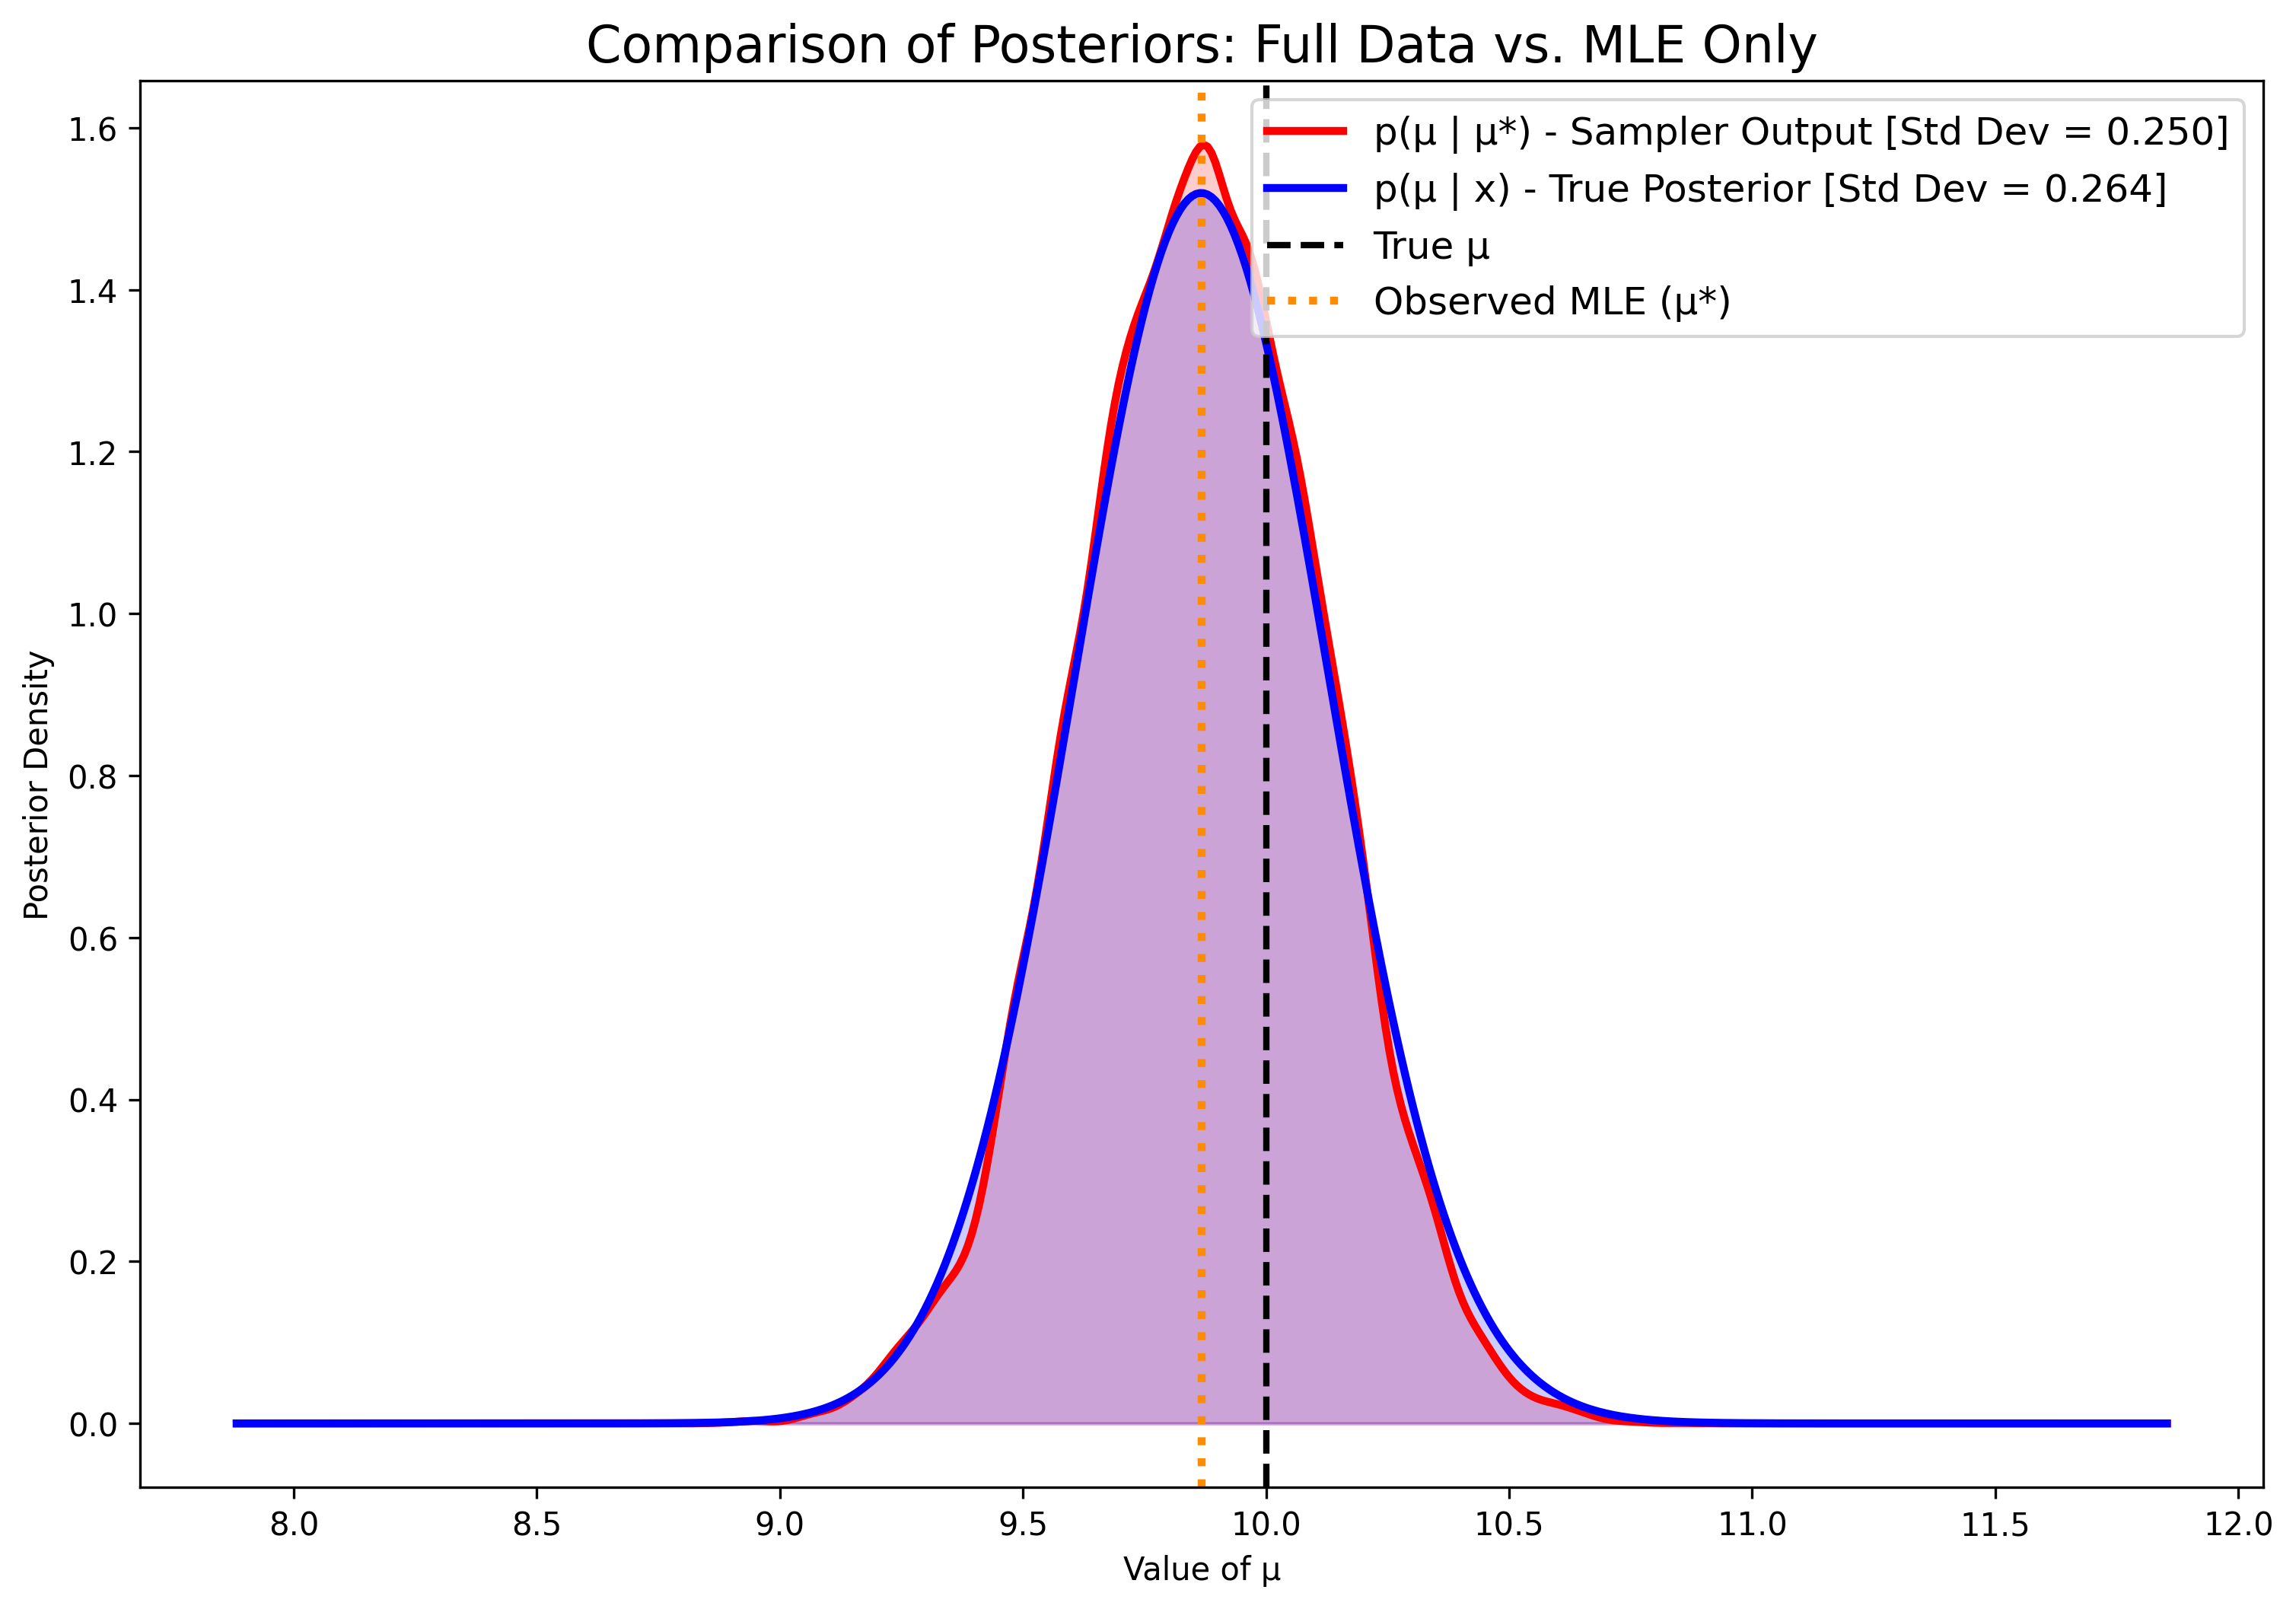 Comparison of Posteriors: Full Data vs. MLE Only
p(μ | μ*) - Sampler Output [Std Dev = 0.250]
p(μ | x) - True Posterior [Std Dev = 0.264]
True μ
Observed MLE (μ*)
Posterior Density
1.6
1.4
1.2
1.0
0.8
0.6
0.4
0.2
0.0
8.0 8.5 9.0 9.5 10.0 10.5 11.0 11.5 12.0
Value of μ